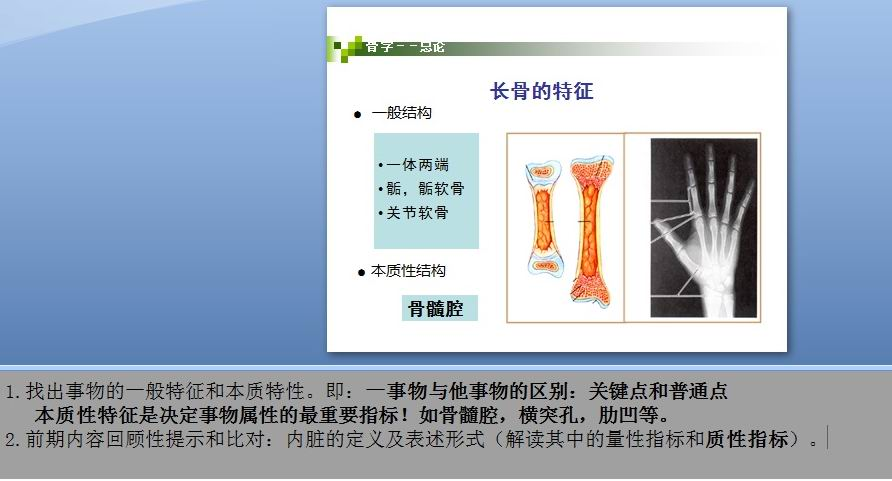 骨学--总论
长骨的特征
● 一般结构
•一体两端
•骺，骺软骨
•关节软骨
● 本质性结构
骨髓腔
1.找出事物的一般特征和本质特性。即：一事物与他事物的区别：关键点和普通点
本质性特征是决定事物属性的最重要指标！如骨髓腔，横突孔，肋凹等。
2.前期内容回顾性提示和比对：内脏的定义及表述形式（解读其中的量性指标和质性指标）。